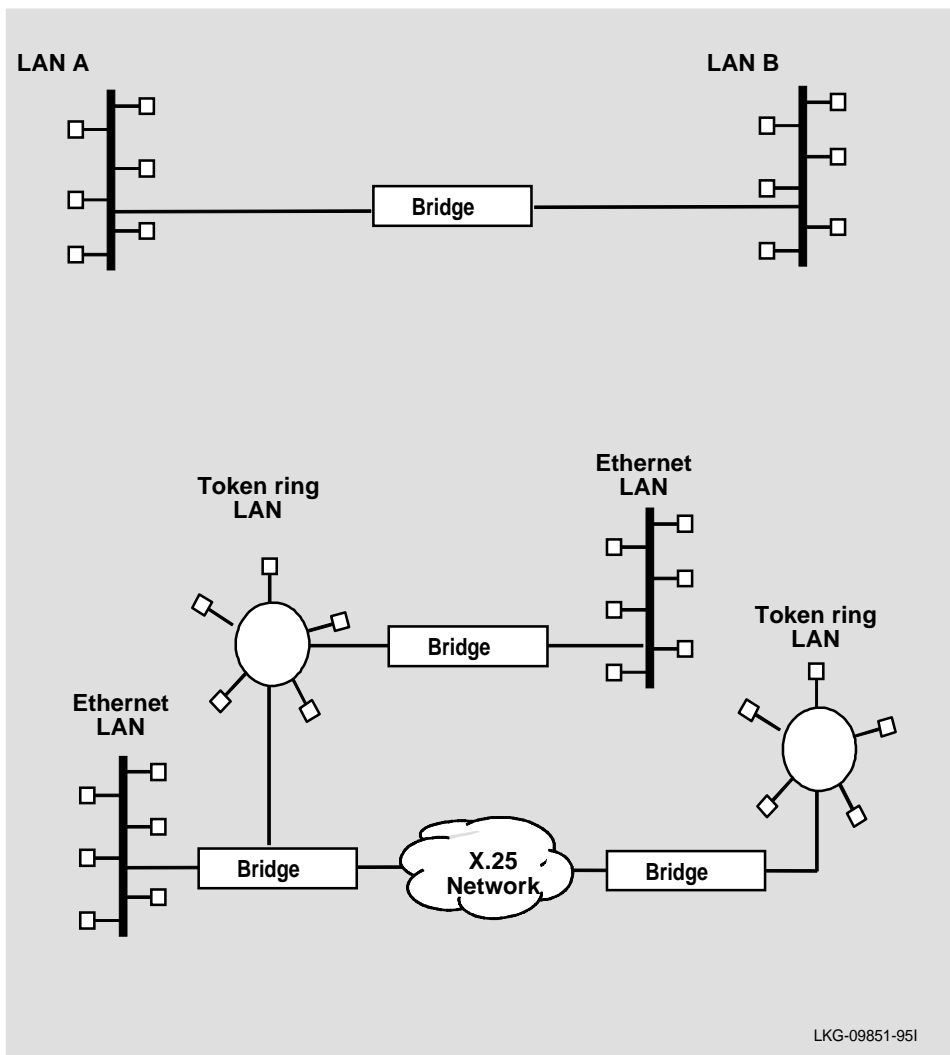 LAN A
LAN B
Bridge
Ethernet
LAN
Token ring
LAN
Token ring
LAN
Bridge
Ethernet
LAN
Bridge
X.25
Network
Bridge
LKG-09851-95I